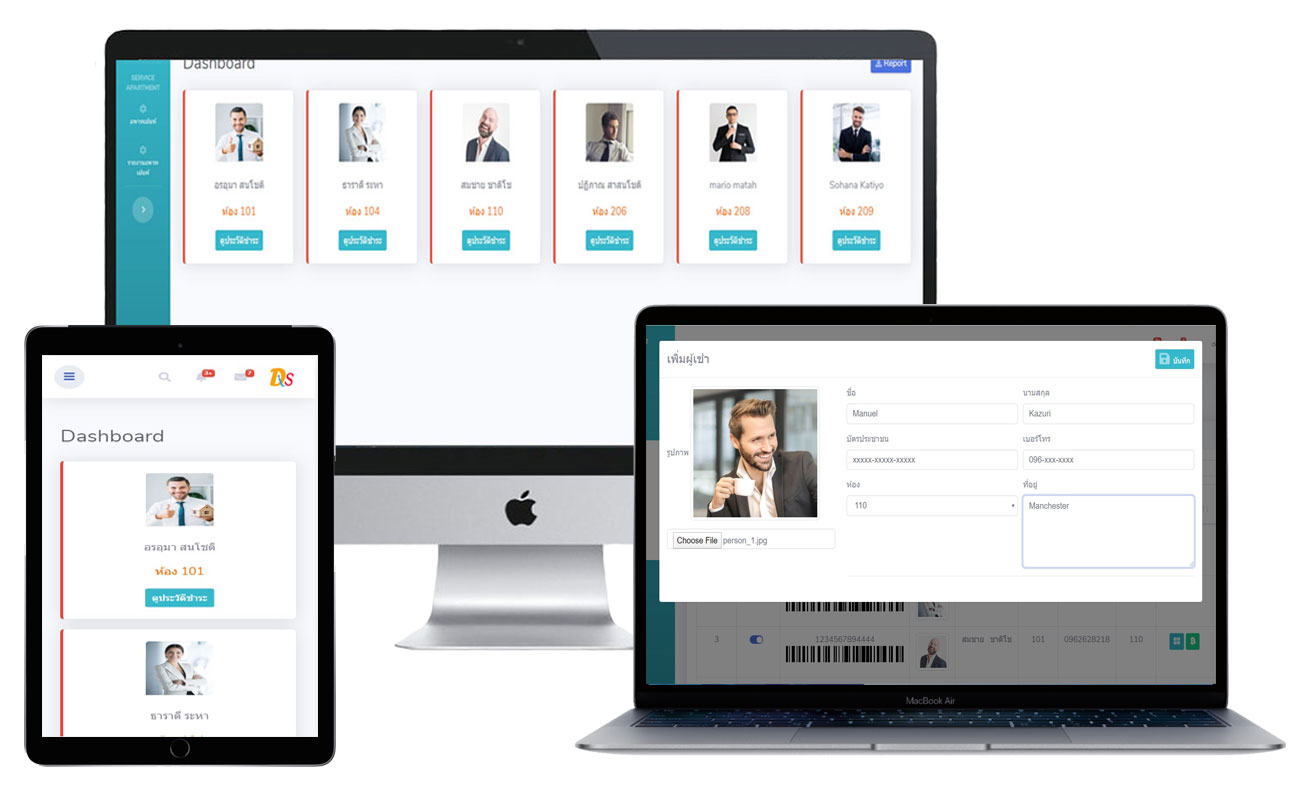 Dashboard
Report
SERVICE
APARTMENT
อพาทเม้นท์
รายงานอพาท
เม้นท์
อรอุมา สนโชติ
ห้อง 101
ดูประวัติชำระ
ธาราดี ระหา
ห้อง 104
ดูประวัติชำระ
สมชาย ชาติโช
ห้อง 110
ดูประวัติชำระ
ปฏิภาณ สาสนโชติ
ห้อง 206
ดูประวัติชำระ
mario matah
ห้อง 208
ดูประวัติชำระ
Sohana Katiyo
ห้อง 209
ดูประวัติชำระ
3+
7
DxS
Dashboard
อรอุมา สนโชติ
ห้อง 101
ดูประวัติชำระ
ธาราดี ระหา
เพิ่มผู้เช่า
บันทึก
รูปภาพ
Choose File person_1.jpg
ชื่อ
Manuel
นามสกุล
Kazuri
บัตรประชาชน
xxxxx-xxxxx-xxxxx
เบอร์โทร
096-xxx-xxxx
ห้อง
110
ที่อยู่
Manchester
3 1234567894444 สมชาย ชาติโช 101 0962628218 110
MacBook Air